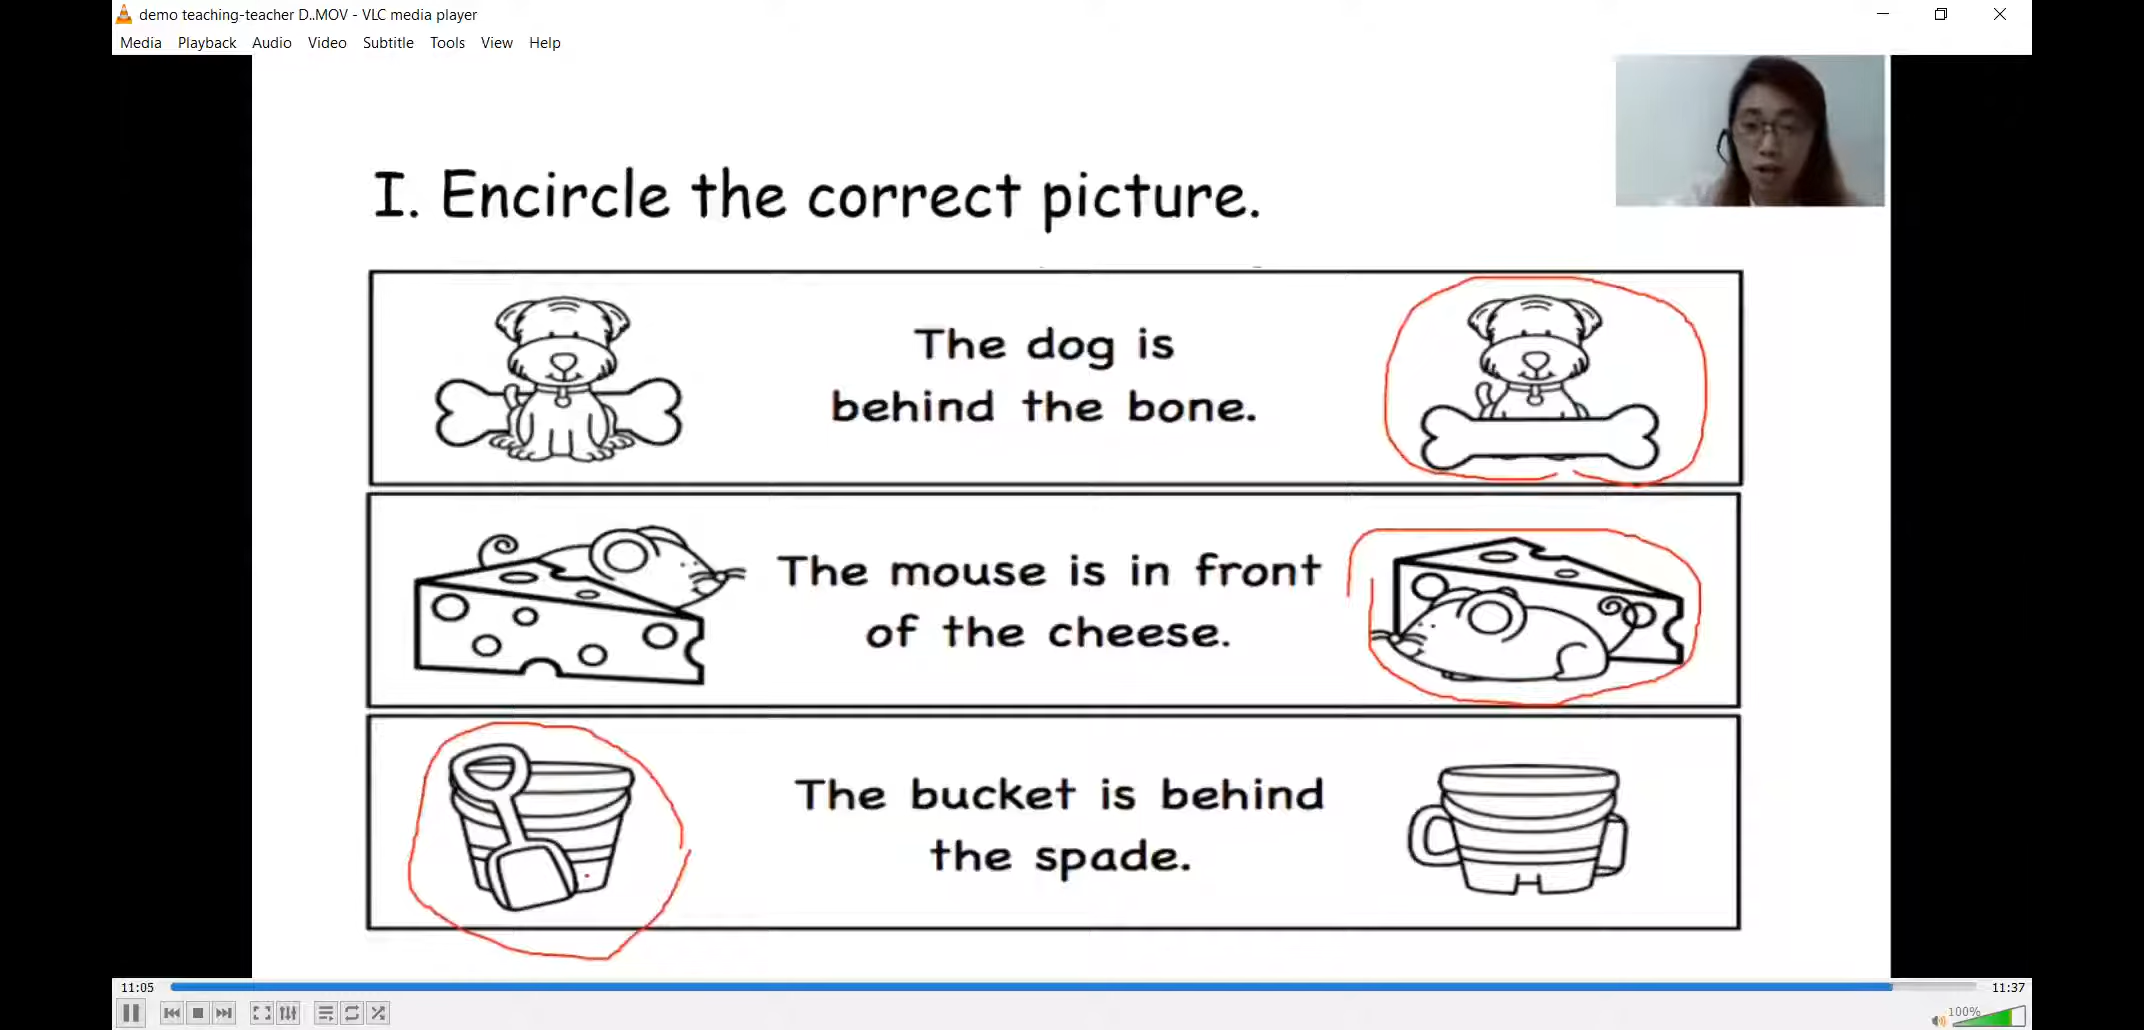 demo teaching-teacher D..MOV - VLC media player
Media Playback Audio Video Subtitle Tools View Help
I. Encircle the correct picture.
The dog is
behind the bone.
The mouse is in front
of the cheese.
The bucket is behind
the spade.
11:05
11:37
100%